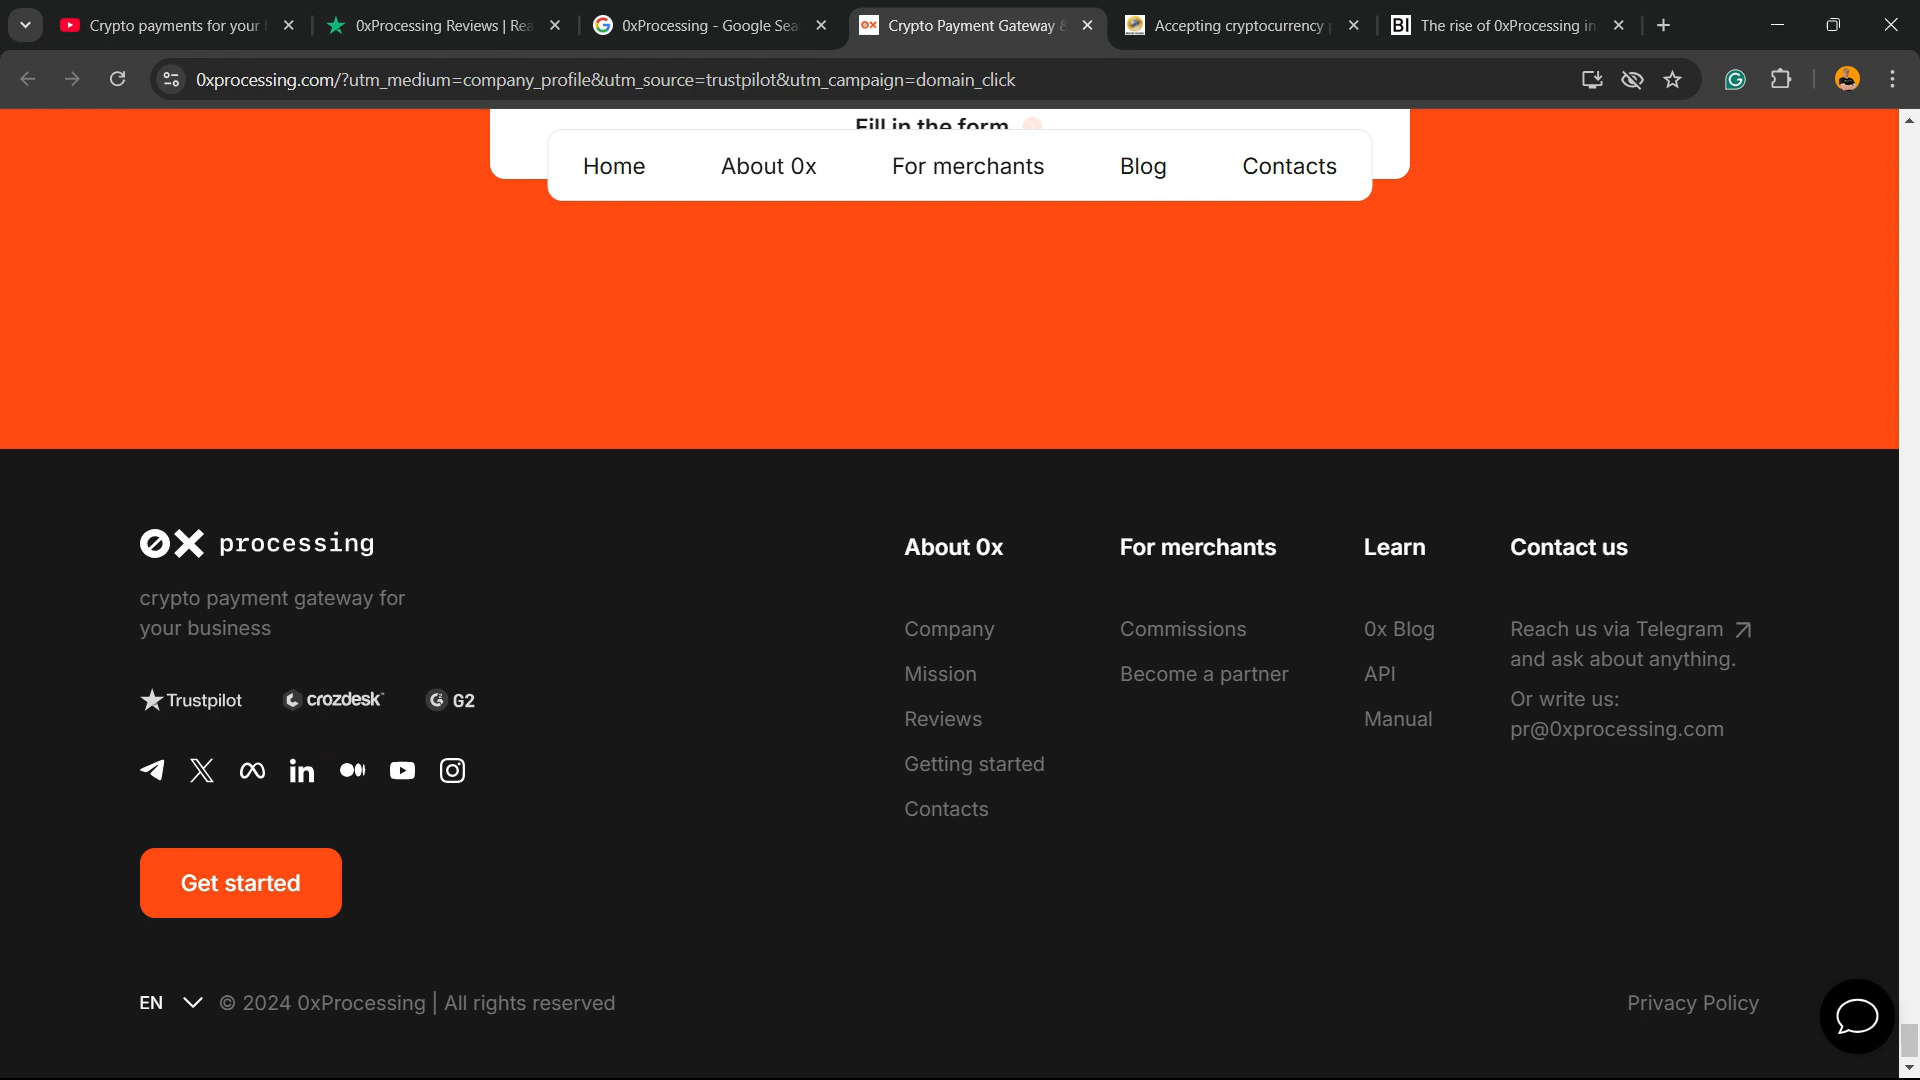 Crypto payments for your
0xProcessing Reviews | Rea
0xProcessing - Google Sea
Crypto Payment Gateway &
Accepting cryptocurrency
The rise of 0xProcessing in
0xprocessing.com/?utm_medium=company_profile&utm_source=trustpilot&utm_campaign=domain_click
Fill in the form
Home
About 0x
For merchants
Blog
Contacts
0X processing
crypto payment gateway for
your business
Trustpilot
crozdesk
G2
Get started
About 0x
Company
Mission
Reviews
Getting started
Contacts
For merchants
Commissions
Become a partner
Learn
0x Blog
API
Manual
Contact us
Reach us via Telegram
and ask about anything.
Or write us:
pr@0xprocessing.com
EN
© 2024 0xProcessing | All rights reserved
Privacy Policy